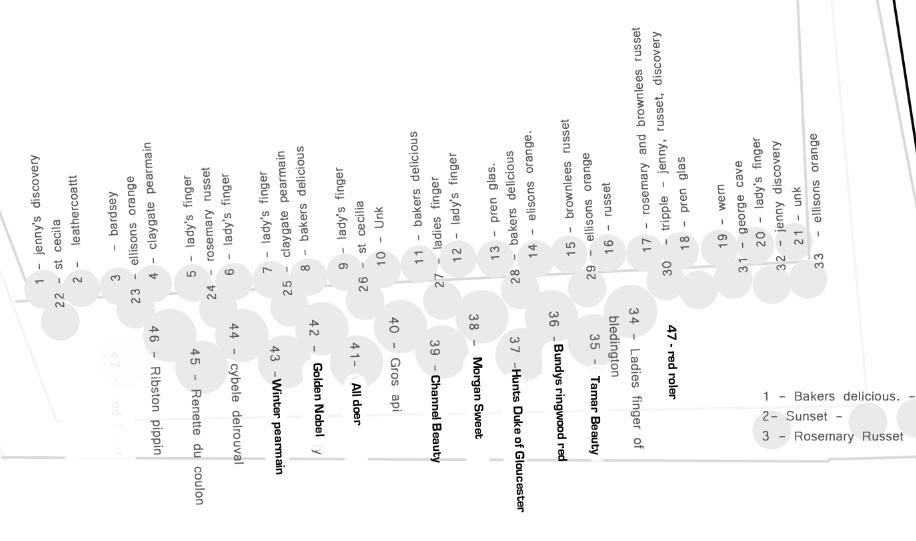 1 - jenny's discovery
22 - st cecila
2 - leathercoatt
3 - bardsey
23 - ellisons orange
4 - claygate pearmain
5 - lady's finger
24 - rosemary russet
6 - lady's finger
7 - lady's finger
25 - claygate pearmain
8 - bakers delicious
9 - lady's finger
26 - st cecilia
10 - Unk
11 - bakers delicious
27 - ladies finger
12 - lady's finger
13 - pren glas.
28 - bakers delicious
14 - elisons orange.
15 - brownlees russet
29 - ellisons orange
16 - russet
17 - rosemary and brownlees russet
30 - tripple - jenny, russet, discovery
18 - pren glas
19 - wern
31 - george cave
20 - lady's finger
32 - jenny discovery
21 - unk
33 - ellisons orange
46 - Ribston pippin
45 - Renette du coulon
44 - cybele delrouval
43 - Winter pearmain
42 - Golden Nobel y
41- All doer
40 - Gros api
39 - Channel Beauty
38 - Morgan Sweet
37 - Hunts Duke of Gloucester
36 - Bundys ringwood red
35 - Tamar Beauty
bledington
34 - Ladies finger of
47 - red roler
1 - Bakers delicious. -
2- Sunset -
3 - Rosemary Russet